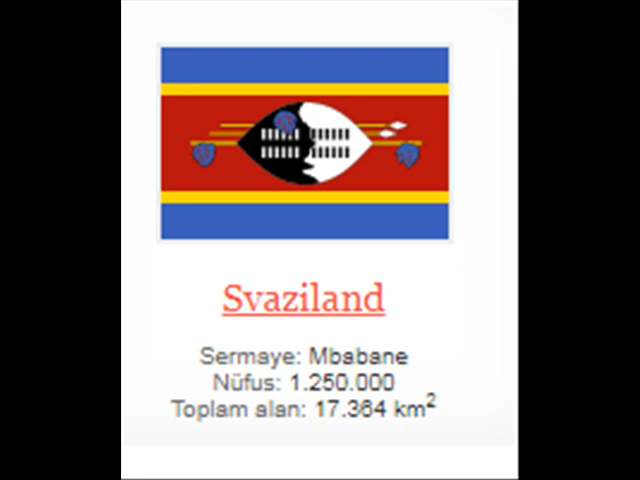 Svaziland
Sermaye: Mbabane
Nüfus: 1.250.000
Toplam alan: 17.364 km²